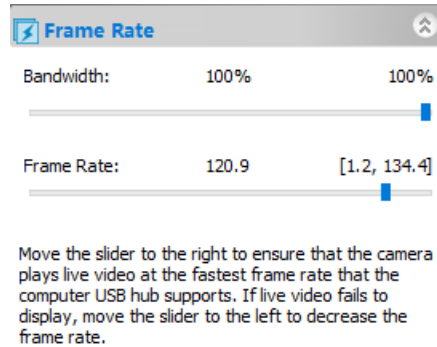 Frame Rate
Bandwidth: 100% 100%
Frame Rate: 120.9 [1.2, 134.4]
Move the slider to the right to ensure that the camera
plays live video at the fastest frame rate that the
computer USB hub supports. If live video fails to
display, move the slider to the left to decrease the
frame rate.